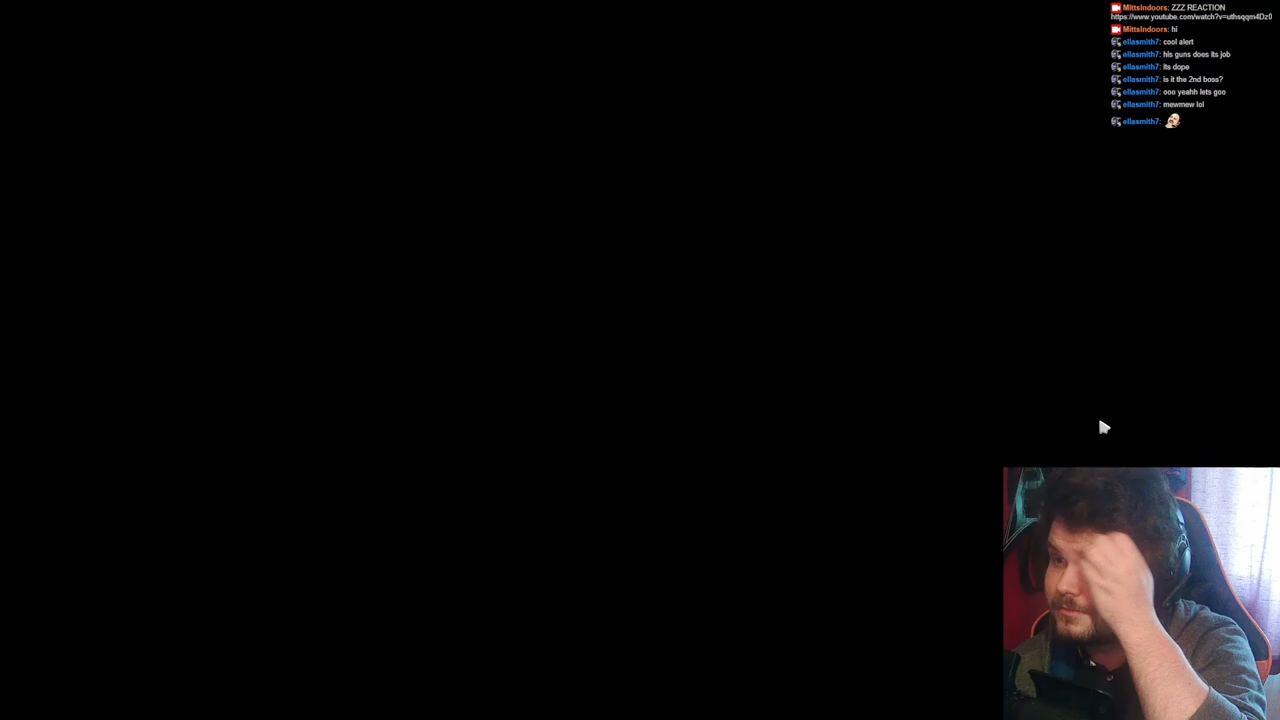 MittsIndoors: ZZZ REACTION
https://www.youtube.com/watch?v=uthsqqm4Dz0
MittsIndoors: hi
ellasmith7: cool alert
ellasmith7: his guns does its job
ellasmith7: its dope
ellasmith7: is it the 2nd boss?
ellasmith7: ooo yeahh lets goo
ellasmith7: mewmew lol
ellasmith7: